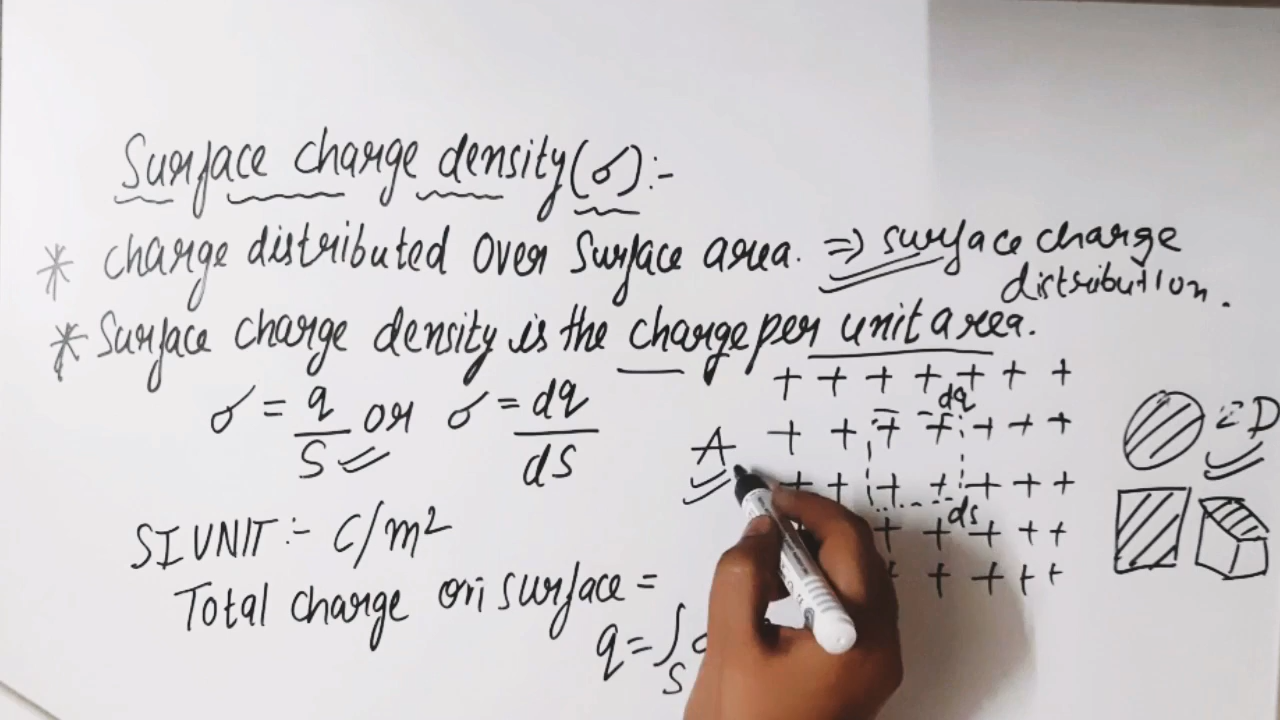 Surface charge density(σ):-
* charge distributed over surface area. ⇒ surface charge
distribution.
* Surface charge density is the charge per unit area.
σ = q/S or σ = dq/dS
+ + + + + + +
dq
A + + + + + + +
+ + + + + + +
ds
+ + + + +
+ + + + +
2D
SI UNIT :- C/m²
Total charge on surface =
q = ∫S